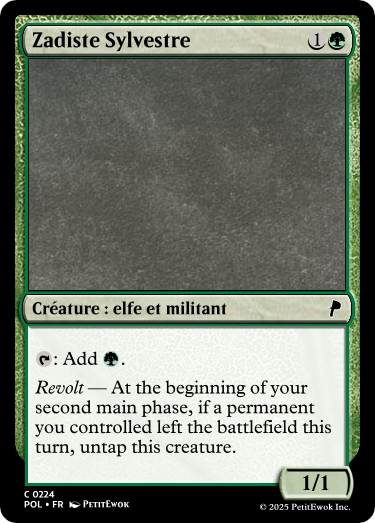 Zadiste Sylvestre 1
Créature : elfe et militant
: Add .
Revolt — At the beginning of your
second main phase, if a permanent
you controlled left the battlefield this
turn, untap this creature.
1/1
C 0224
POL • FR PetitEwok
© 2025 PetitEwok Inc.